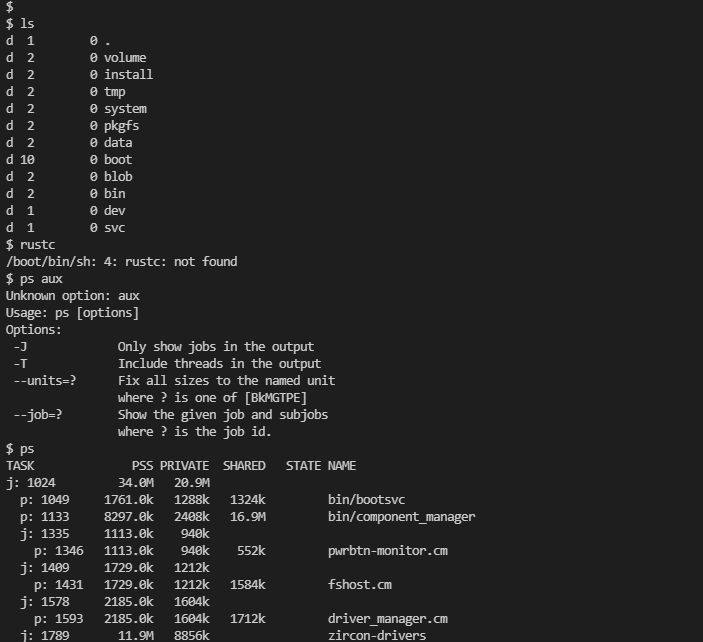 $
$ ls
d  1        0 .
d  2        0 volume
d  2        0 install
d  2        0 tmp
d  2        0 system
d  2        0 pkgfs
d  2        0 data
d 10        0 boot
d  2        0 blob
d  2        0 bin
d  1        0 dev
d  1        0 svc
$ rustc
/boot/bin/sh: 4: rustc: not found
$ ps aux
Unknown option: aux
Usage: ps [options]
Options:
 -J             Only show jobs in the output
 -T             Include threads in the output
 --units=?      Fix all sizes to the named unit
                where ? is one of [BkMGTPE]
 --job=?        Show the given job and subjobs
                where ? is the job id.
$ ps
TASK              PSS PRIVATE  SHARED   STATE NAME
j: 1024         34.0M   20.9M
  p: 1049     1761.0k   1288k   1324k         bin/bootsvc
  p: 1133     8297.0k   2408k   16.9M         bin/component_manager
  j: 1335     1113.0k    940k
    p: 1346   1113.0k    940k    552k         pwrbtn-monitor.cm
  j: 1409     1729.0k   1212k
    p: 1431   1729.0k   1212k   1584k         fshost.cm
  j: 1578     2185.0k   1604k
    p: 1593   2185.0k   1604k   1712k         driver_manager.cm
  j: 1789       11.9M   8856k                 zircon-drivers